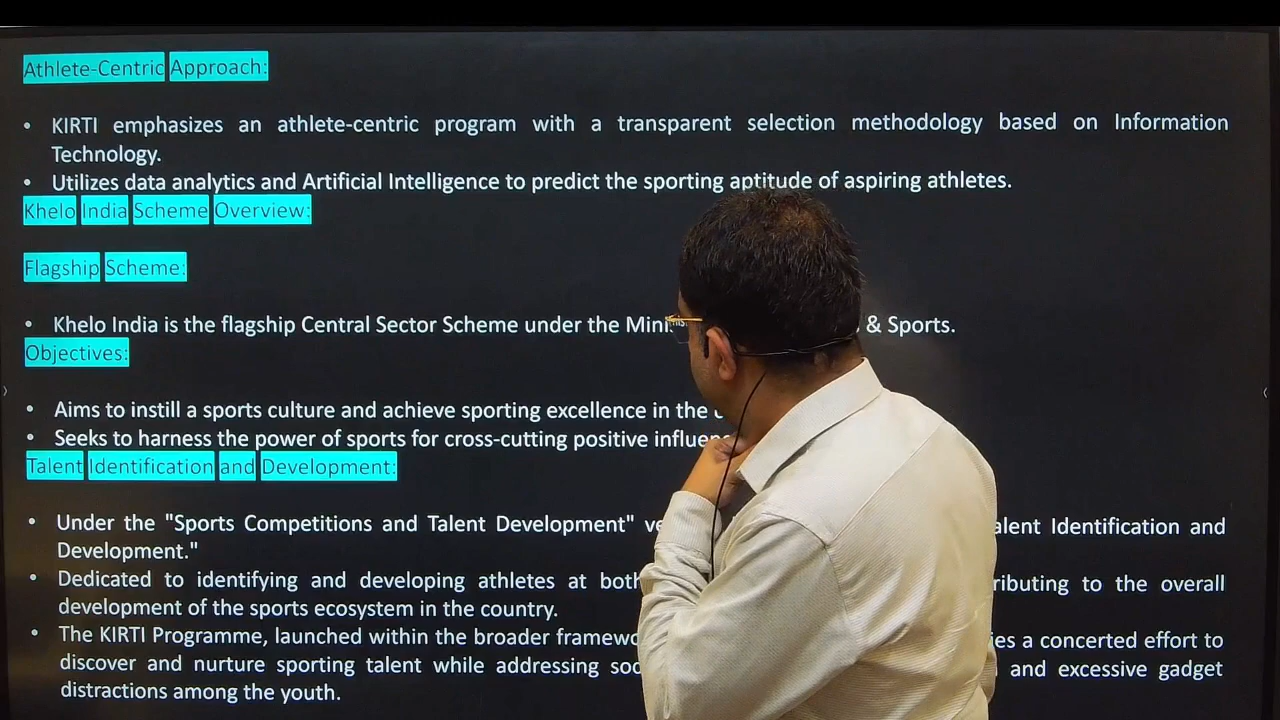 Athlete-Centric Approach:
• KIRTI emphasizes an athlete-centric program with a transparent selection methodology based on Information
Technology.
• Utilizes data analytics and Artificial Intelligence to predict the sporting aptitude of aspiring athletes.
Khelo India Scheme Overview:
Flagship Scheme:
• Khelo India is the flagship Central Sector Scheme under the & Sports.
Objectives:
• Aims to instill a sports culture and achieve sporting excellence in the
• Seeks to harness the power of sports for cross-cutting positive
Talent Identification and Development:
• Under the "Sports Competitions and Talent Development" Identification and
Development."
• Dedicated to identifying and developing athletes at both to the overall
development of the sports ecosystem in the country.
• The KIRTI Programme, launched within the broader a concerted effort to
discover and nurture sporting talent while addressing and excessive gadget
distractions among the youth.